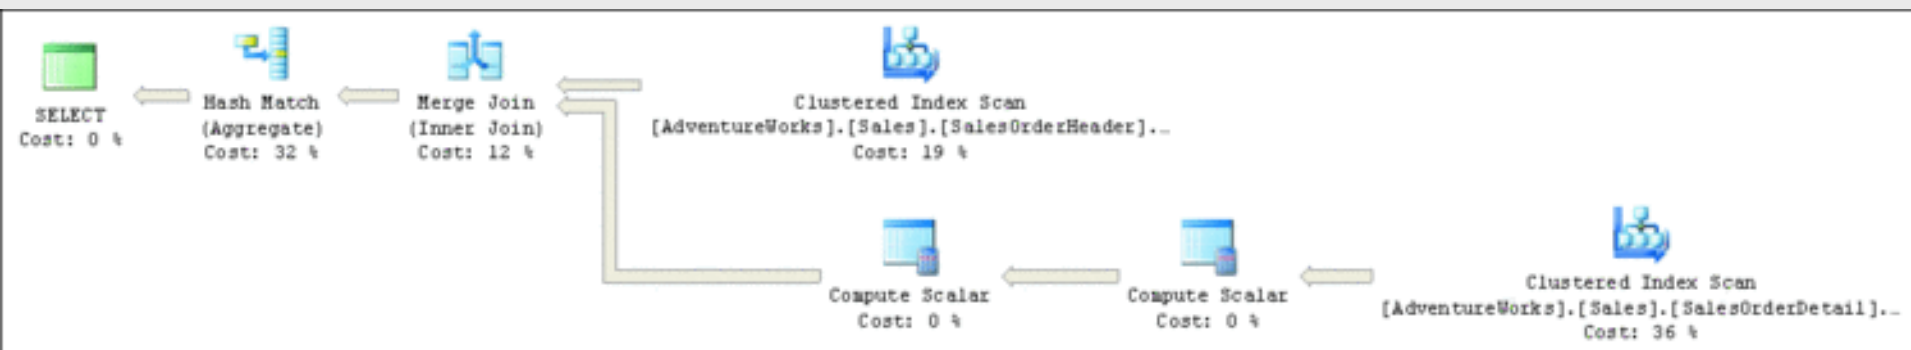 SELECT
Cost: 0 %
Hash Match
(Aggregate)
Cost: 32 %
Merge Join
(Inner Join)
Cost: 12 %
Clustered Index Scan
[AdventureWorks].[Sales].[SalesOrderHeader]....
Cost: 19 %
Compute Scalar
Cost: 0 %
Compute Scalar
Cost: 0 %
Clustered Index Scan
[AdventureWorks].[Sales].[SalesOrderDetail]....
Cost: 36 %